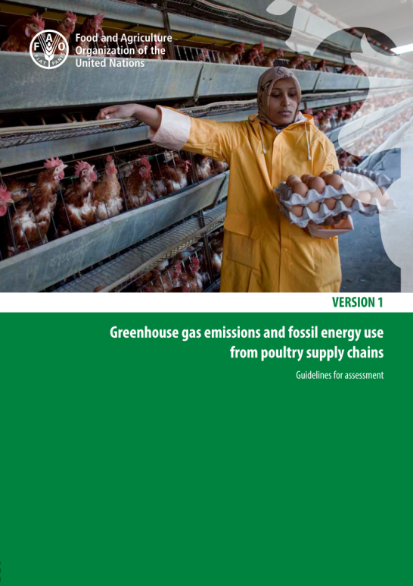 Food and Agriculture
Organization of the
United Nations
VERSION 1
Greenhouse gas emissions and fossil energy use
from poultry supply chains
Guidelines for assessment